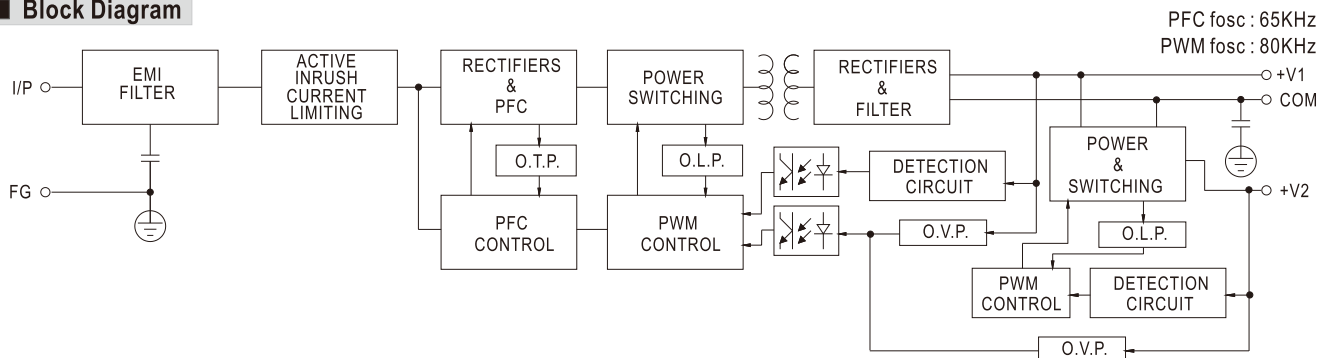 Block Diagram
PFC fosc : 65KHz
PWM fosc : 80KHz
I/P
EMI
FILTER
ACTIVE
INRUSH
CURRENT
LIMITING
RECTIFIERS
&
PFC
POWER
SWITCHING
RECTIFIERS
&
FILTER
+V1
COM
O.T.P.
O.L.P.
DETECTION
CIRCUIT
POWER
&
SWITCHING
FG
+V2
PFC
CONTROL
PWM
CONTROL
O.V.P.
O.L.P.
PWM
CONTROL
DETECTION
CIRCUIT
O.V.P.